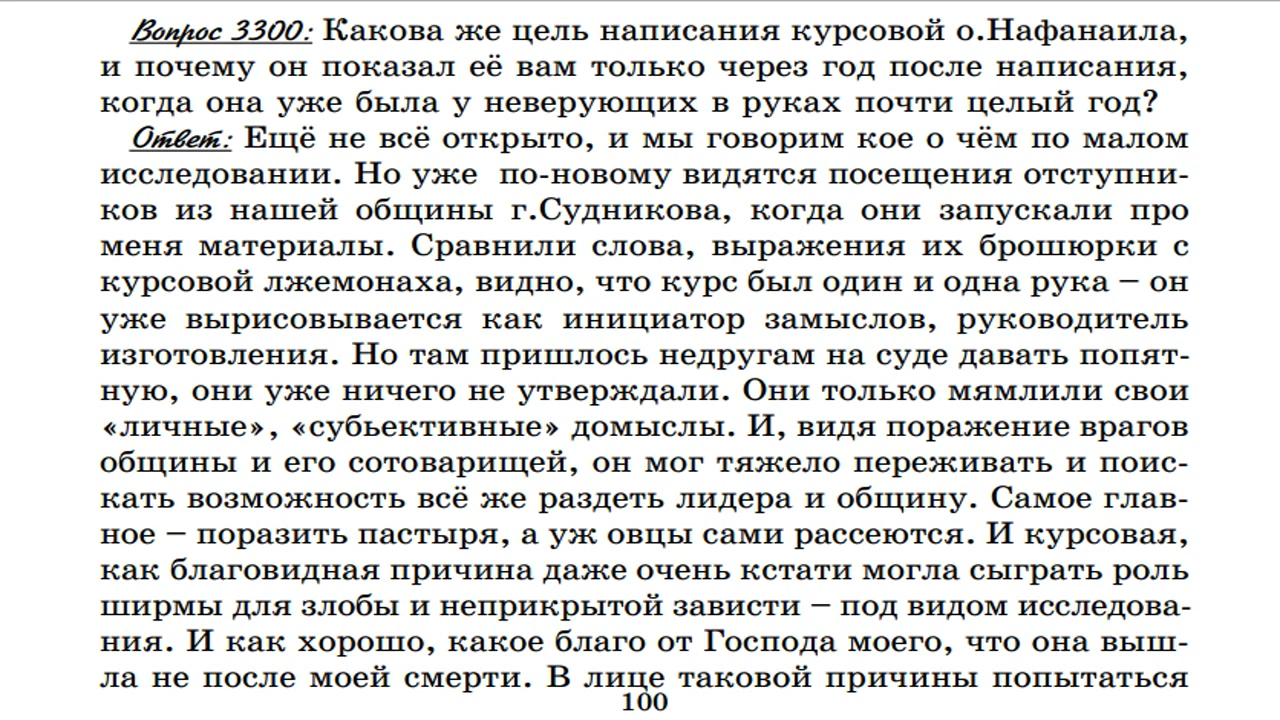 Вопрос 3300: Какова же цель написания курсовой о.Нафанаила,
и почему он показал её вам только через год после написания,
когда она уже была у неверующих в руках почти целый год?
Ответ: Ещё не всё открыто, и мы говорим кое о чём по малом
исследовании. Но уже по-новому видятся посещения отступни-
ков из нашей общины г.Судникова, когда они запускали про
меня материалы. Сравнили слова, выражения их брошюрки с
курсовой лжемонаха, видно, что курс был один и одна рука – он
уже вырисовывается как инициатор замыслов, руководитель
изготовления. Но там пришлось недругам на суде давать попят-
ную, они уже ничего не утверждали. Они только мямлили свои
«личные», «субьективные» домыслы. И, видя поражение врагов
общины и его сотоварищей, он мог тяжело переживать и поис-
кать возможность всё же раздеть лидера и общину. Самое глав-
ное – поразить пастыря, а уж овцы сами рассеются. И курсовая,
как благовидная причина даже очень кстати могла сыграть роль
ширмы для злобы и неприкрытой зависти – под видом исследова-
ния. И как хорошо, какое благо от Господа моего, что она выш-
ла не после моей смерти. В лице таковой причины попытаться
100